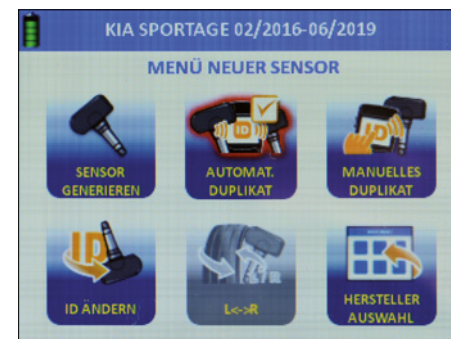 KIA SPORTAGE 02/2016-06/2019
MENÜ NEUER SENSOR
SENSOR
GENERIEREN
AUTOMAT.
DUPLIKAT
MANUELLES
DUPLIKAT
ID ÄNDERN
L<->R
HERSTELLER
AUSWAHL